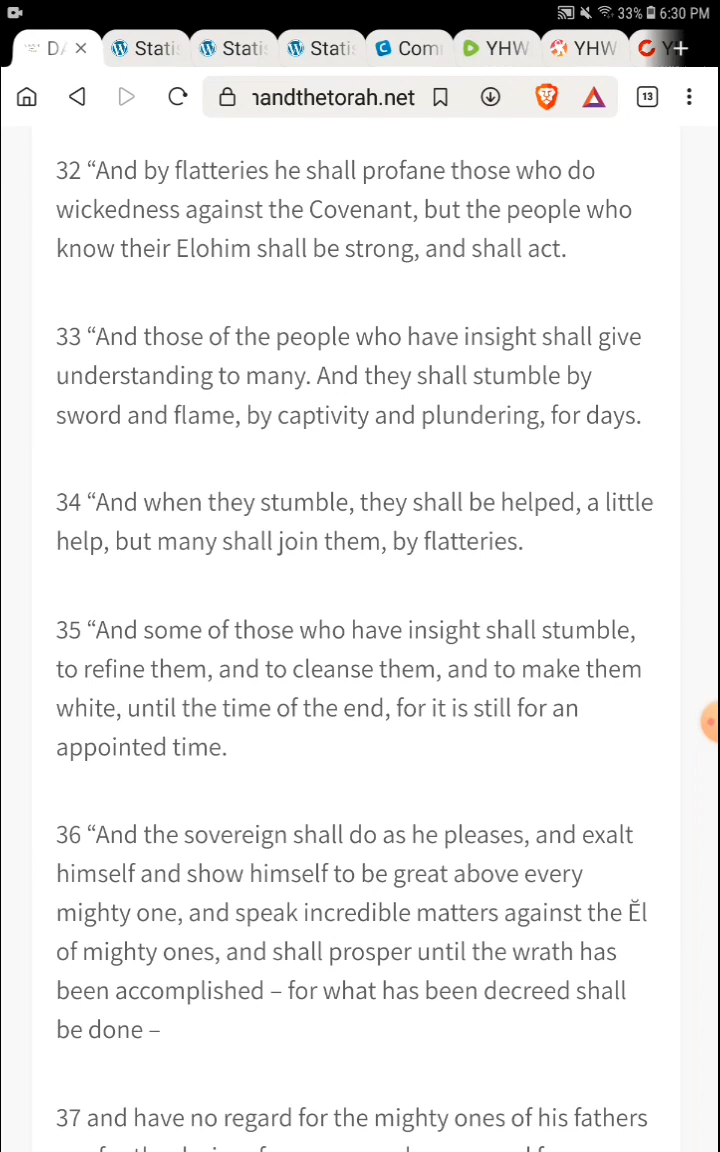 33% 6:30 PM
D Stati Stati Stati Com YHW YHW Y +
nandthetorah.net 13
32 “And by flatteries he shall profane those who do
wickedness against the Covenant, but the people who
know their Elohim shall be strong, and shall act.
33 “And those of the people who have insight shall give
understanding to many. And they shall stumble by
sword and flame, by captivity and plundering, for days.
34 “And when they stumble, they shall be helped, a little
help, but many shall join them, by flatteries.
35 “And some of those who have insight shall stumble,
to refine them, and to cleanse them, and to make them
white, until the time of the end, for it is still for an
appointed time.
36 “And the sovereign shall do as he pleases, and exalt
himself and show himself to be great above every
mighty one, and speak incredible matters against the Ĕl
of mighty ones, and shall prosper until the wrath has
been accomplished – for what has been decreed shall
be done –
37 and have no regard for the mighty ones of his fathers